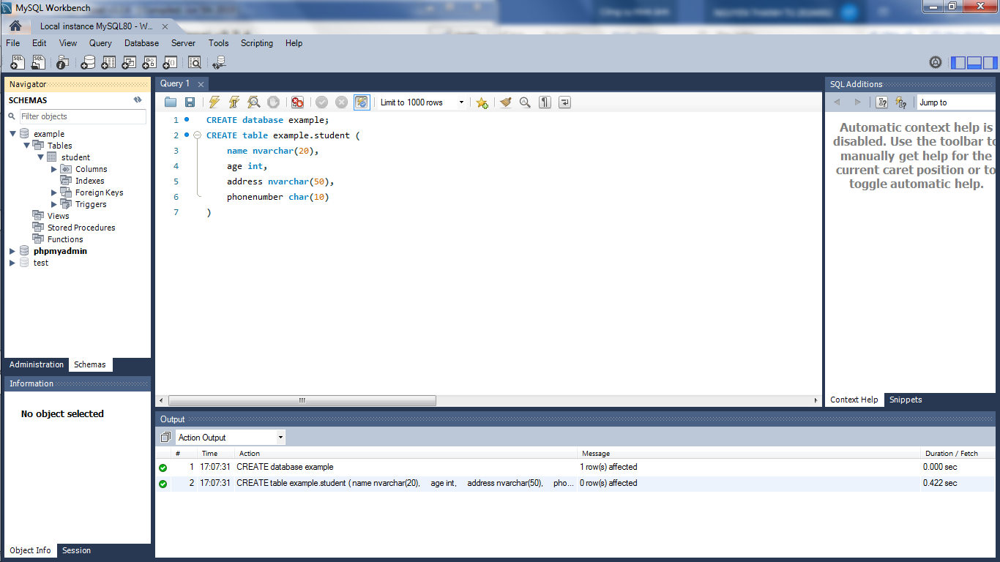 MySQL Workbench
Local instance MySQL80 - W...
File Edit View Query Database Server Tools Scripting Help
Navigator
SCHEMAS
Filter objects
example
Tables
student
Columns
Indexes
Foreign Keys
Triggers
Views
Stored Procedures
Functions
phpmyadmin
test
Administration Schemas
Information
No object selected
Object Info Session
Query 1
Limit to 1000 rows
1 CREATE database example;
2 CREATE table example.student (
3 name nvarchar(20),
4 age int,
5 address nvarchar(50),
6 phonenumber char(10)
7 )
SQL Additions
Jump to
Automatic context help is
disabled. Use the toolbar to
manually get help for the
current caret position or to
toggle automatic help.
Context Help Snippets
Output
Action Output
# Time Action Message Duration / Fetch
1 17:07:31 CREATE database example 1 row(s) affected 0.000 sec
2 17:07:31 CREATE table example.student ( name nvarchar(20), age int, address nvarchar(50), pho... 0 row(s) affected 0.422 sec